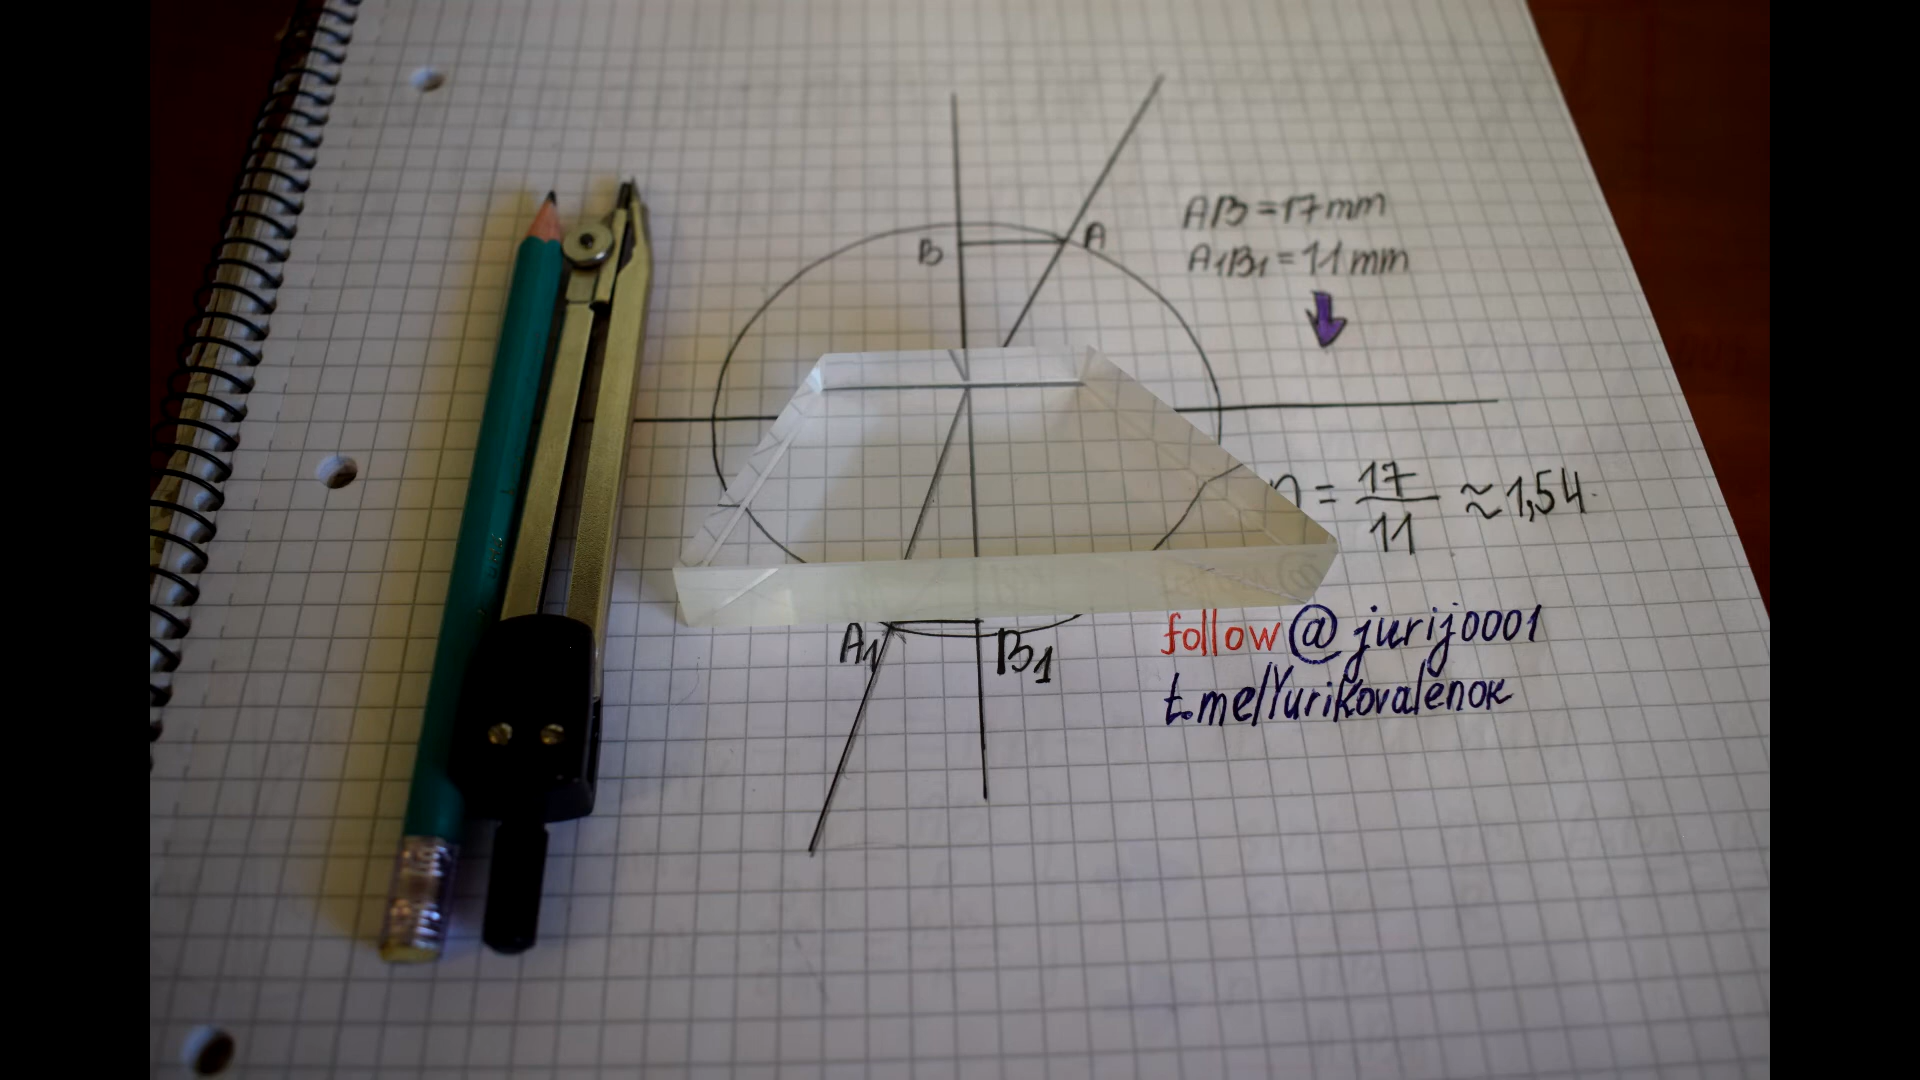 B A
AB = 17 mm
A₁B₁ = 11 mm
n = 17/11 ≈ 1,54
A₁ B₁
follow @ jurij0001
t.me/YuriKovalenok